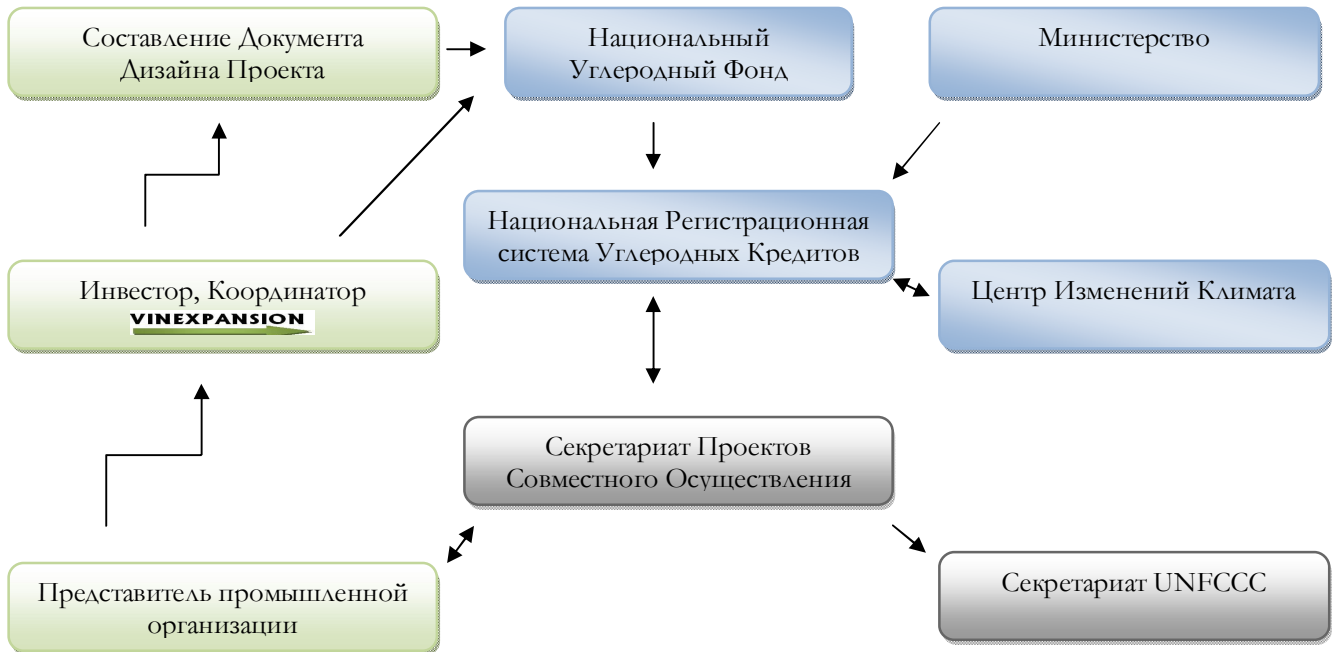 Составление Документа
Дизайна Проекта
Национальный
Углеродный Фонд
Министерство
Национальная Регистрационная
система Углеродных Кредитов
Инвестор, Координатор
VINEXPANSION
Центр Изменений Климата
Секретариат Проектов
Совместного Осуществления
Представитель промышленной
организации
Секретариат UNFCCC